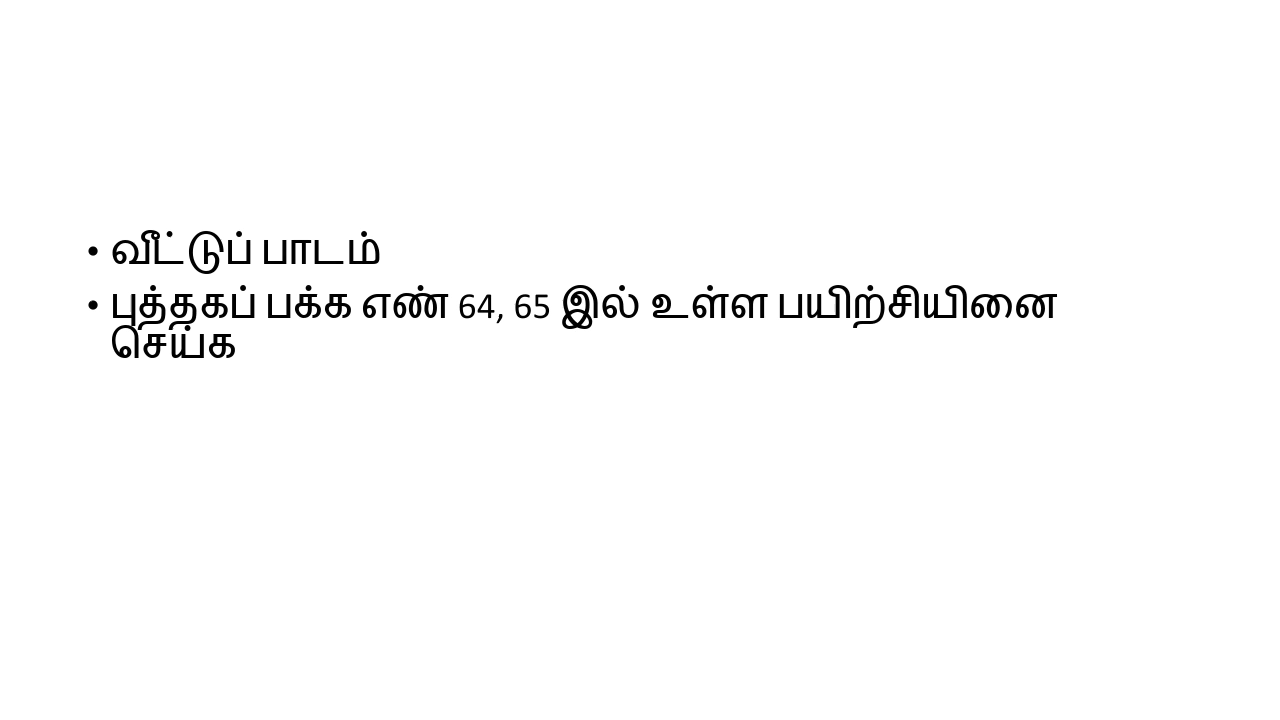 • வீட்டுப் பாடம்
• புத்தகப் பக்க எண் 64, 65 இல் உள்ள பயிற்சியினை
செய்க